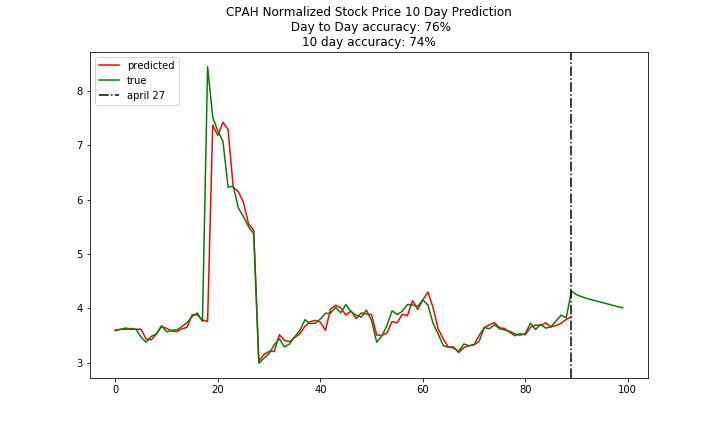 CPAH Normalized Stock Price 10 Day Prediction
Day to Day accuracy: 76%
10 day accuracy: 74%
predicted
true
april 27
8
7
6
5
4
3
0
20
40
60
80
100